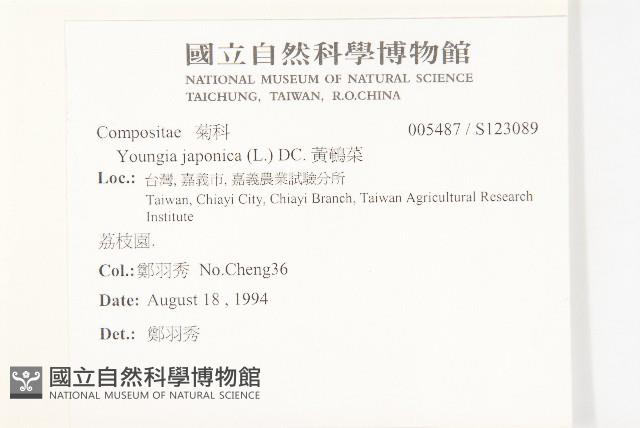 國立自然科學博物館
NATIONAL MUSEUM OF NATURAL SCIENCE
TAICHUNG, TAIWAN, R.O.CHINA
Compositae 菊科 005487 / S123089
Youngia japonica (L.) DC. 黃鵪菜
Loc.: 台灣, 嘉義市, 嘉義農業試驗分所
Taiwan, Chiayi City, Chiayi Branch, Taiwan Agricultural Research
Institute
荔枝園.
Col.: 鄭羽秀 No.Cheng36
Date: August 18 , 1994
Det.: 鄭羽秀
國立自然科學博物館
NATIONAL MUSEUM OF NATURAL SCIENCE